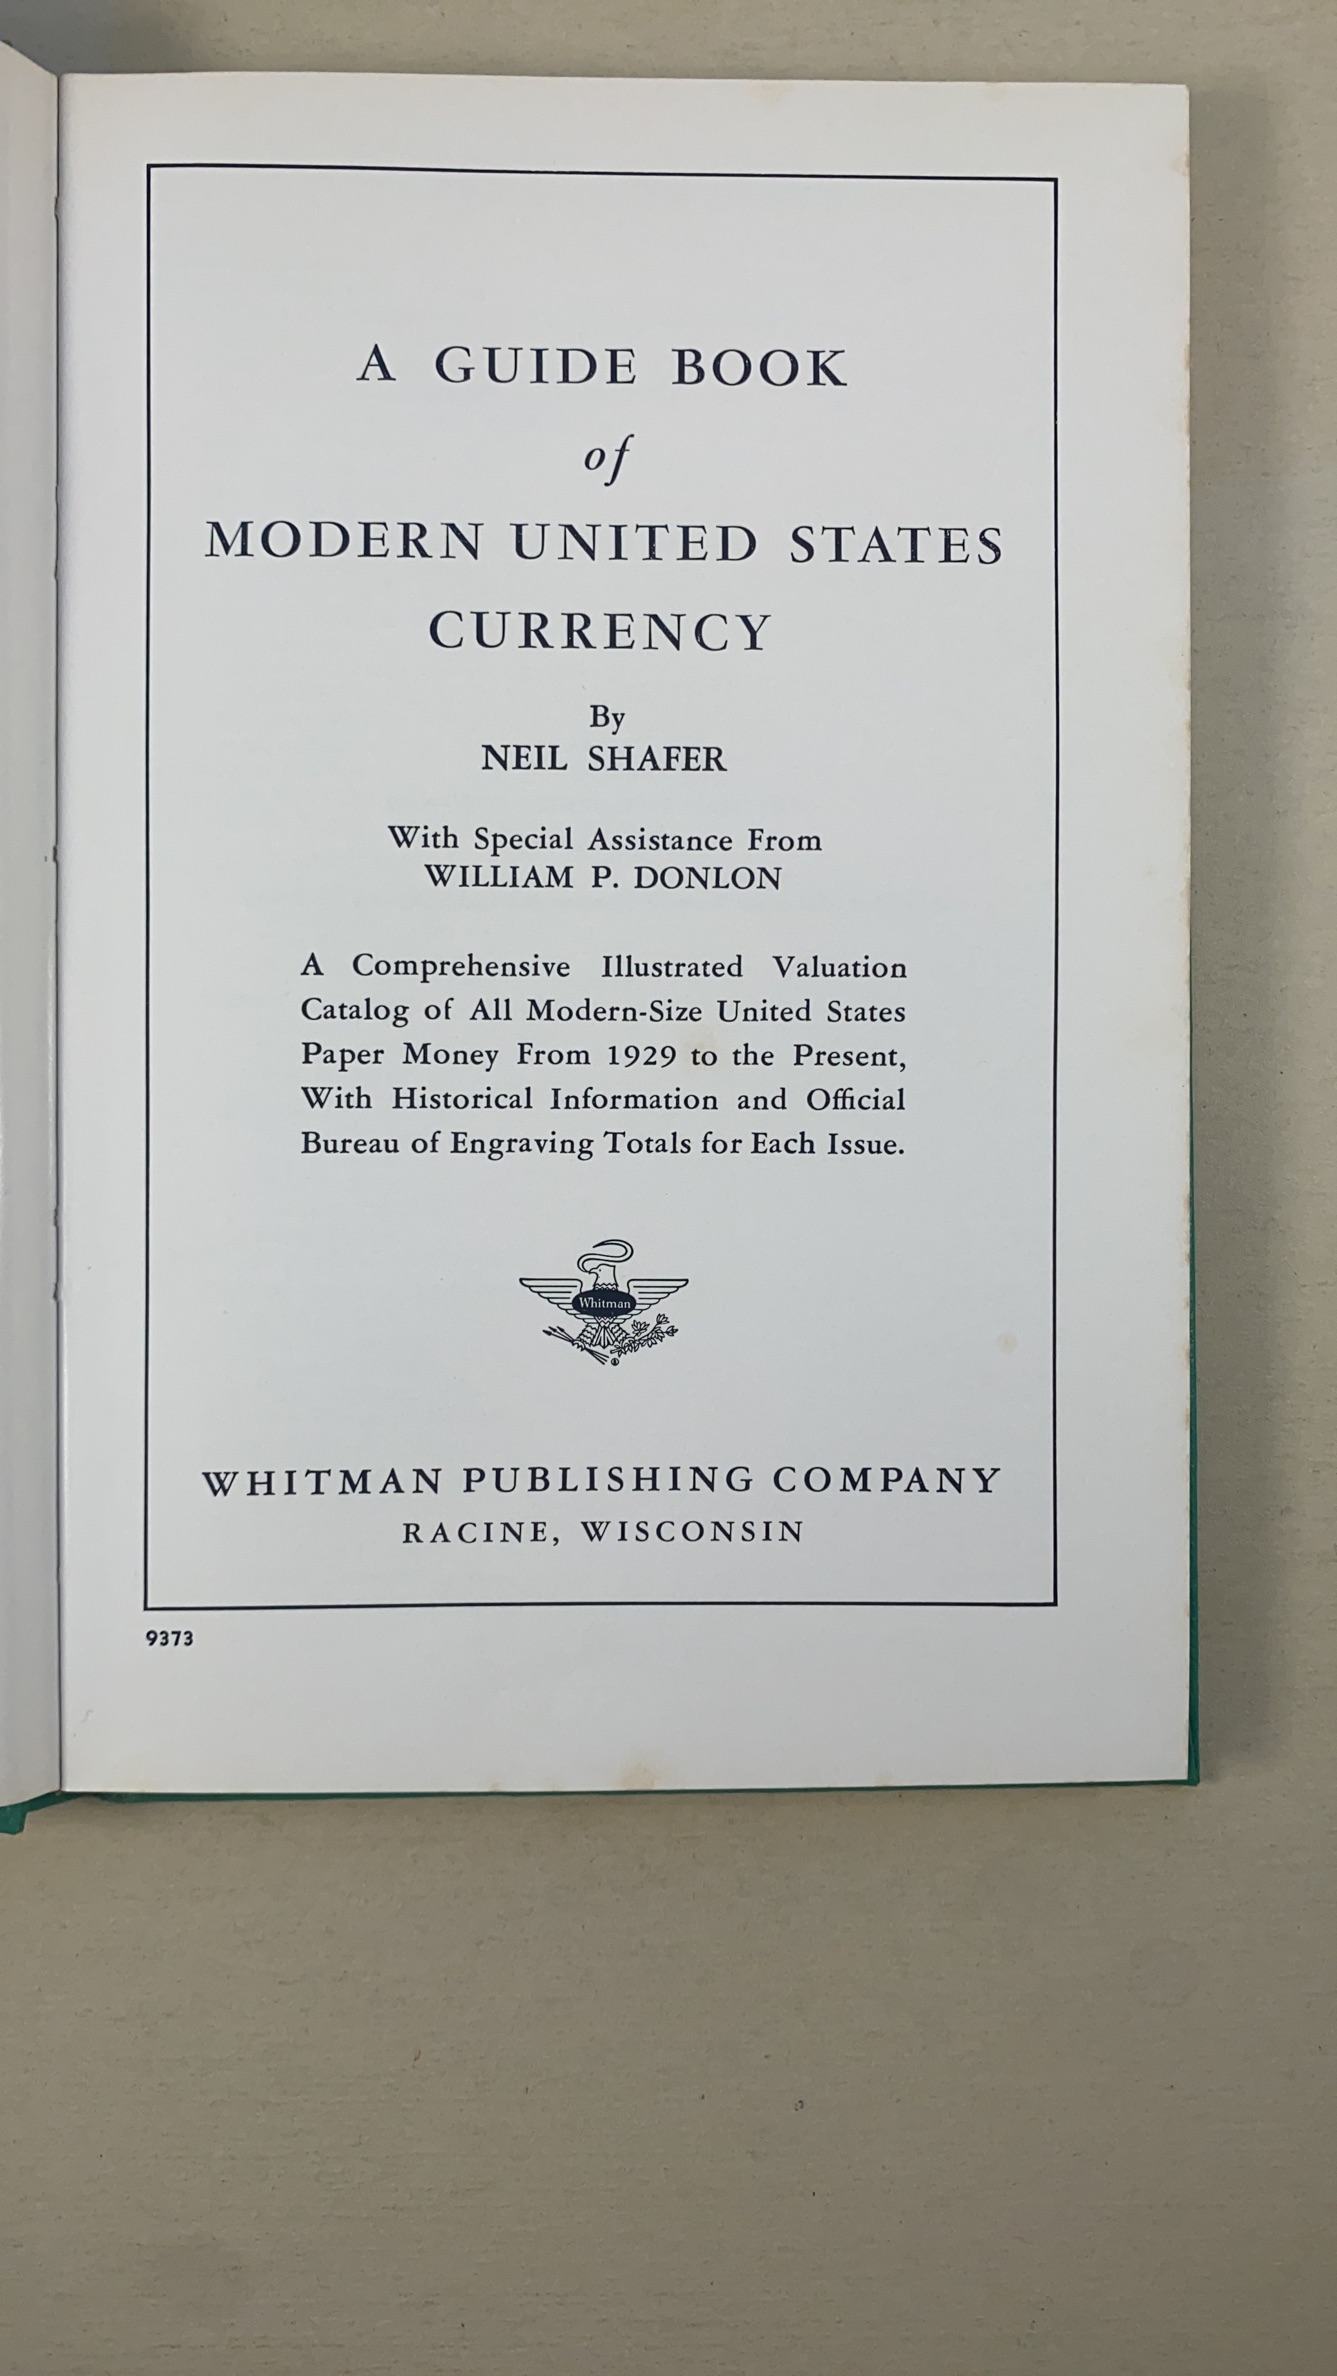 A GUIDE BOOK
of
MODERN UNITED STATES
CURRENCY
By
NEIL SHAFER
With Special Assistance From
WILLIAM P. DONLON
A Comprehensive Illustrated Valuation
Catalog of All Modern-Size United States
Paper Money From 1929 to the Present,
With Historical Information and Official
Bureau of Engraving Totals for Each Issue.
Whitman
WHITMAN PUBLISHING COMPANY
RACINE, WISCONSIN
9373